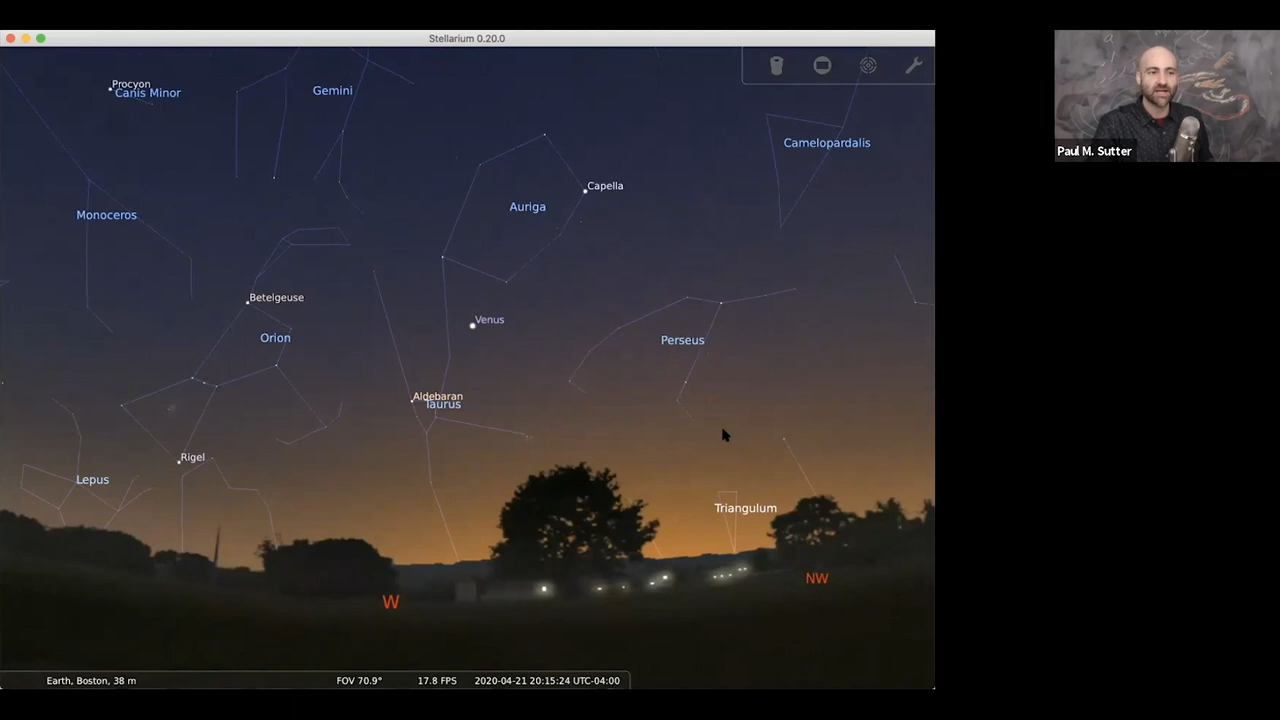 Stellarium 0.20.0
Procyon
Canis Minor
Gemini
Camelopardalis
Capella
Auriga
Monoceros
Betelgeuse
Venus
Orion
Perseus
Aldebaran
Taurus
Rigel
Lepus
Triangulum
NW
W
Earth, Boston, 38 m FOV 70.9° 17.8 FPS 2020-04-21 20:15:24 UTC-04:00
Paul M. Sutter